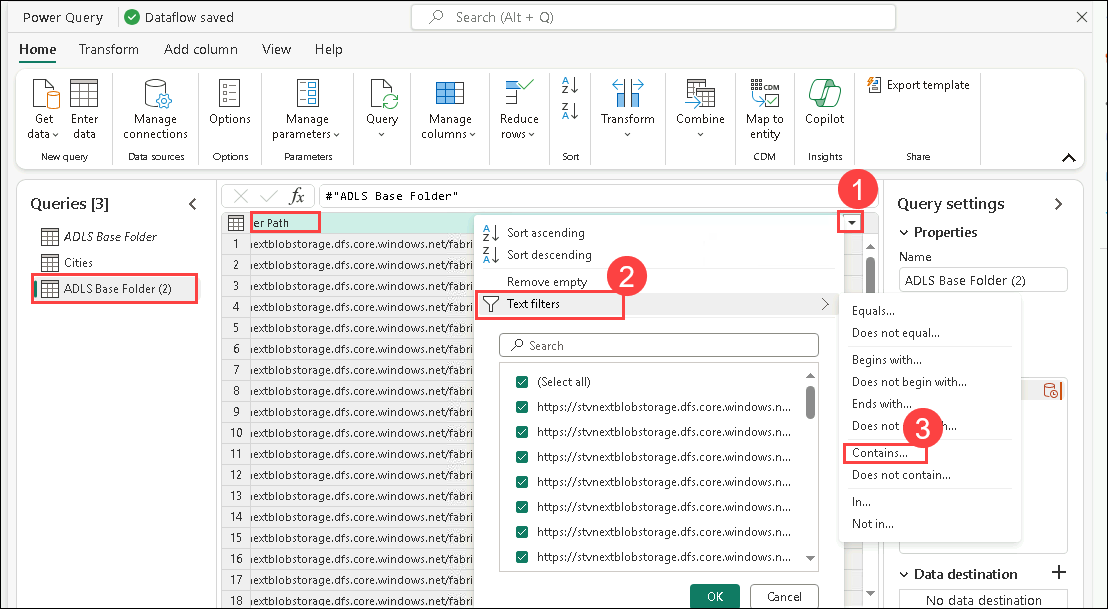 Power Query
Dataflow saved
Search (Alt + Q)
Home
Transform
Add column
View
Help
Get
data
Enter
data
New query
Manage
connections
Data sources
Options
Options
Manage
parameters
Parameters
Query
Manage
columns
Reduce
rows
Sort
Transform
Combine
CDM
Map to
entity
CDM
Copilot
Insights
Export template
Share
Queries [3]
ADLS Base Folder
Cities
ADLS Base Folder (2)
fx
#"ADLS Base Folder"
1
er Path
1 nextblobstorage.dfs.core.windows.net/fabri
2 nextblobstorage.dfs.core.windows.net/fabri
3 nextblobstorage.dfs.core.windows.net/fabri
4 nextblobstorage.dfs.core.windows.net/fabri
5 nextblobstorage.dfs.core.windows.net/fabri
6 nextblobstorage.dfs.core.windows.net/fabri
7 nextblobstorage.dfs.core.windows.net/fabri
8 nextblobstorage.dfs.core.windows.net/fabri
9 nextblobstorage.dfs.core.windows.net/fabri
10 nextblobstorage.dfs.core.windows.net/fabri
11 nextblobstorage.dfs.core.windows.net/fabri
12 nextblobstorage.dfs.core.windows.net/fabri
13 nextblobstorage.dfs.core.windows.net/fabri
14 nextblobstorage.dfs.core.windows.net/fabri
15 nextblobstorage.dfs.core.windows.net/fabri
16 nextblobstorage.dfs.core.windows.net/fabri
17 nextblobstorage.dfs.core.windows.net/fabri
18 nextblobstorage.dfs.core.windows.net/fabri
Sort ascending
Sort descending
Remove empty
2
Text filters
Search
(Select all)
https://stvnextblobstorage.dfs.core.windows.n...
https://stvnextblobstorage.dfs.core.windows.n...
https://stvnextblobstorage.dfs.core.windows.n...
https://stvnextblobstorage.dfs.core.windows.n...
https://stvnextblobstorage.dfs.core.windows.n...
https://stvnextblobstorage.dfs.core.windows.n...
https://stvnextblobstorage.dfs.core.windows.n...
OK
Cancel
Equals...
Does not equal...
Begins with...
Does not begin with...
Ends with...
Does not
3
Contains...
Does not contain...
In...
Not in...
Query settings
Properties
Name
ADLS Base Folder (2)
Data destination
No data destination